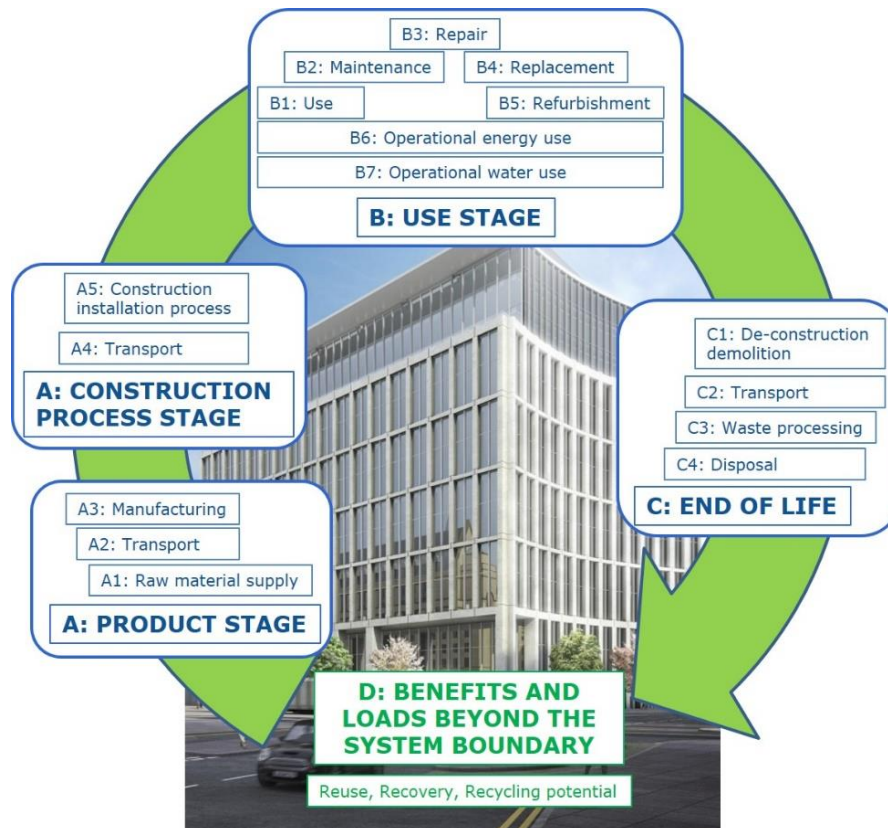 B3: Repair
B2: Maintenance
B4: Replacement
B1: Use
B5: Refurbishment
B6: Operational energy use
B7: Operational water use
B: USE STAGE
A5: Construction
installation process
A4: Transport
A: CONSTRUCTION
PROCESS STAGE
A3: Manufacturing
A2: Transport
A1: Raw material supply
A: PRODUCT STAGE
C1: De-construction
demolition
C2: Transport
C3: Waste processing
C4: Disposal
C: END OF LIFE
D: BENEFITS AND
LOADS BEYOND THE
SYSTEM BOUNDARY
Reuse, Recovery, Recycling potential